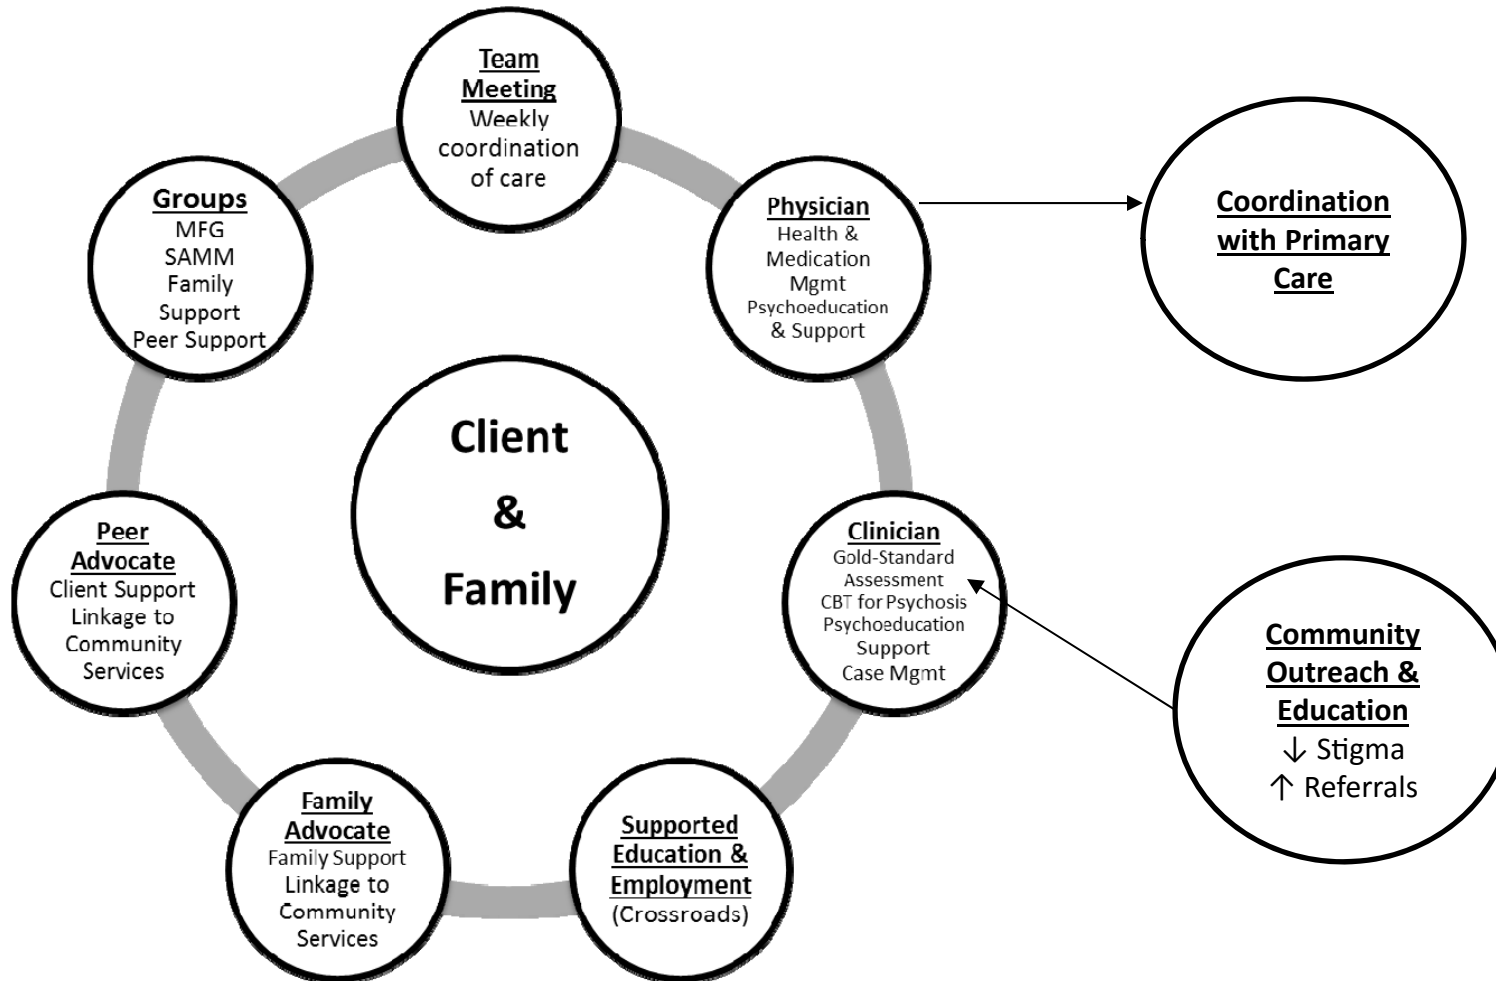 Team
Meeting
Weekly
coordination
of care
Physician
Health &
Medication
Mgmt
Psychoeducation
& Support
Coordination
with Primary
Care
Groups
MFG
SAMM
Family
Support
Peer Support
Client
&
Family
Clinician
Gold-Standard
Assessment
CBT for Psychosis
Psychoeducation
Support
Case Mgmt
Community
Outreach &
Education
↓ Stigma
↑ Referrals
Peer
Advocate
Client Support
Linkage to
Community
Services
Family
Advocate
Family Support
Linkage to
Community
Services
Supported
Education &
Employment
(Crossroads)